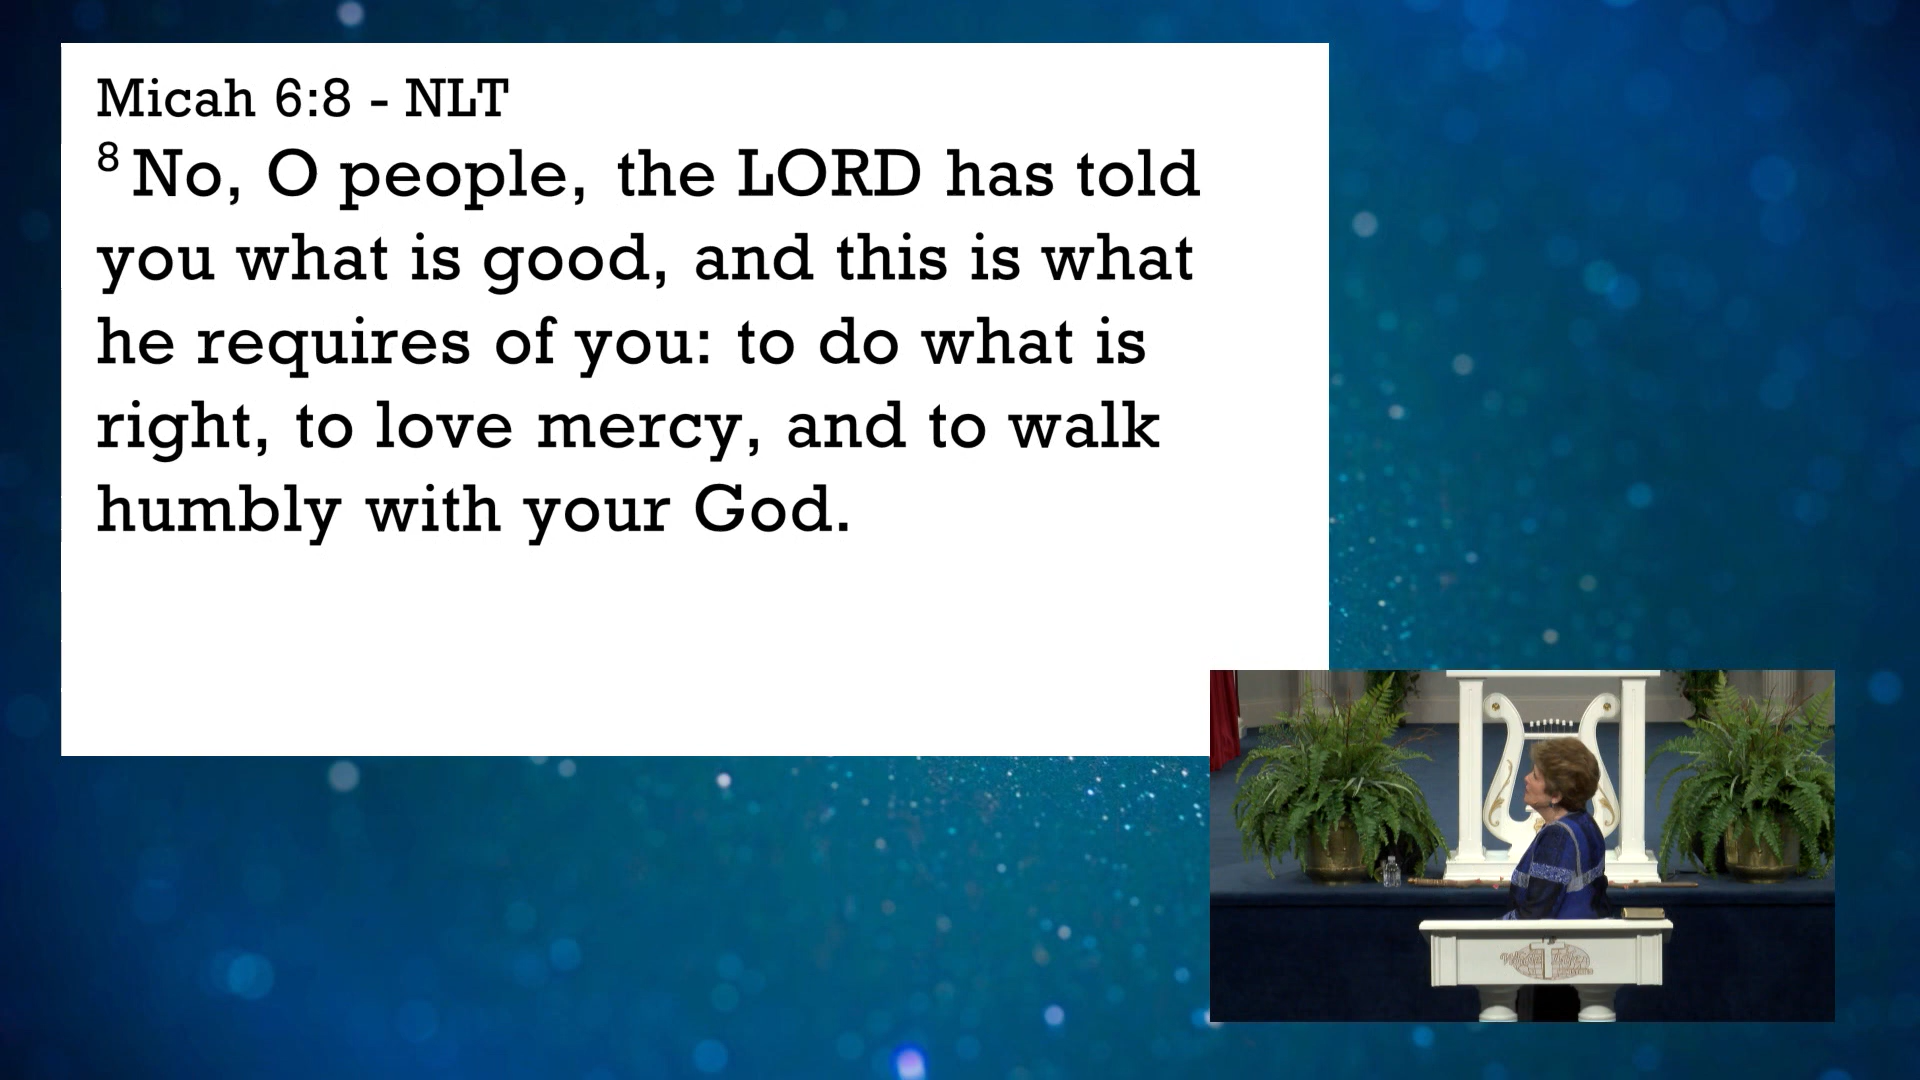 Micah 6:8 - NLT
8 No, O people, the LORD has told
you what is good, and this is what
he requires of you: to do what is
right, to love mercy, and to walk
humbly with your God.